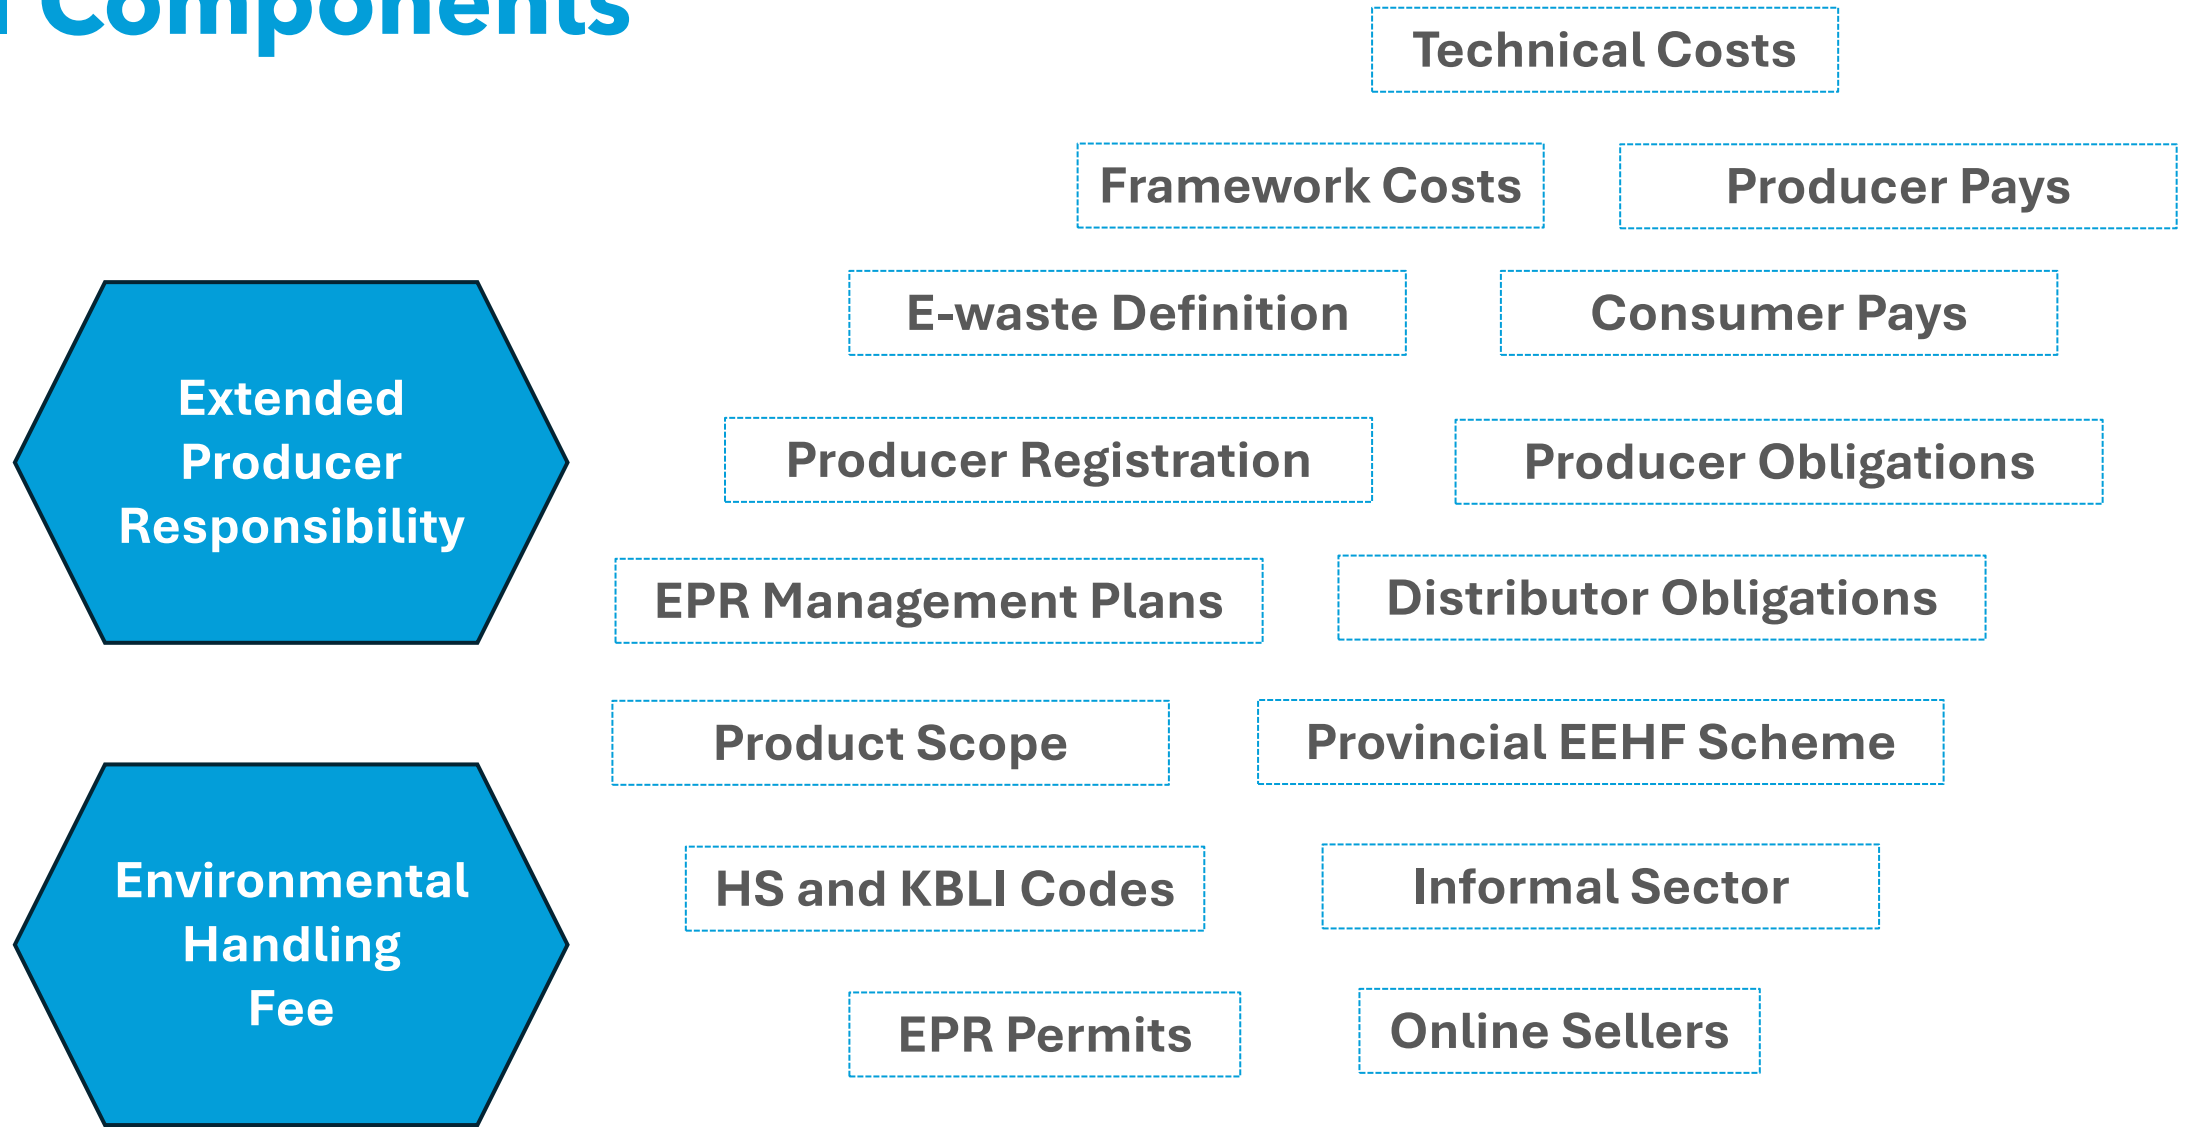 Components
Technical Costs
Framework Costs
Producer Pays
E-waste Definition
Consumer Pays
Extended
Producer
Responsibility
Producer Registration
Producer Obligations
EPR Management Plans
Distributor Obligations
Product Scope
Provincial EEHF Scheme
Environmental
Handling
Fee
HS and KBLI Codes
Informal Sector
EPR Permits
Online Sellers